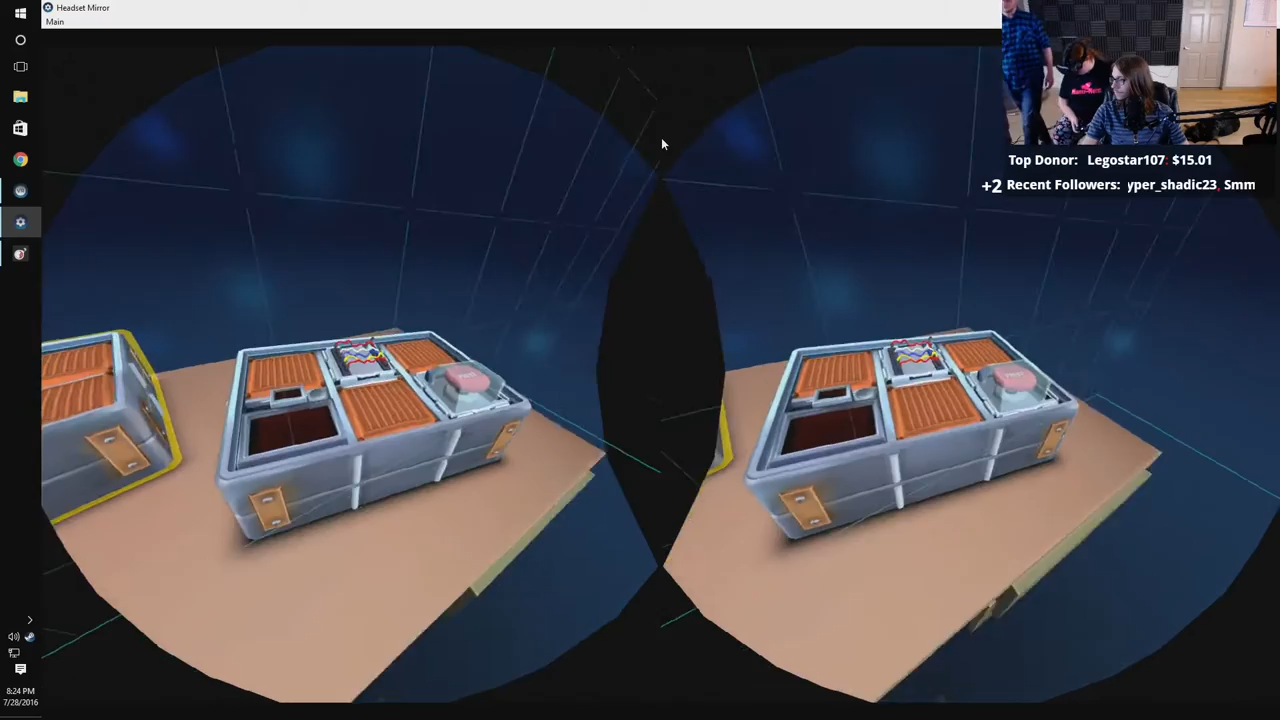 Headset Mirror
Main
Top Donor: Legostar107: $15.01
+2 Recent Followers: yper_shadic23, Smm
8:24 PM
7/28/2016